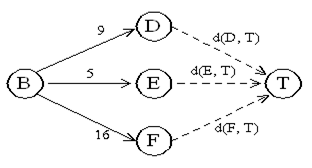 9
D
d(D, T)
B
5
E
d(E, T)
T
16
F
d(F, T)